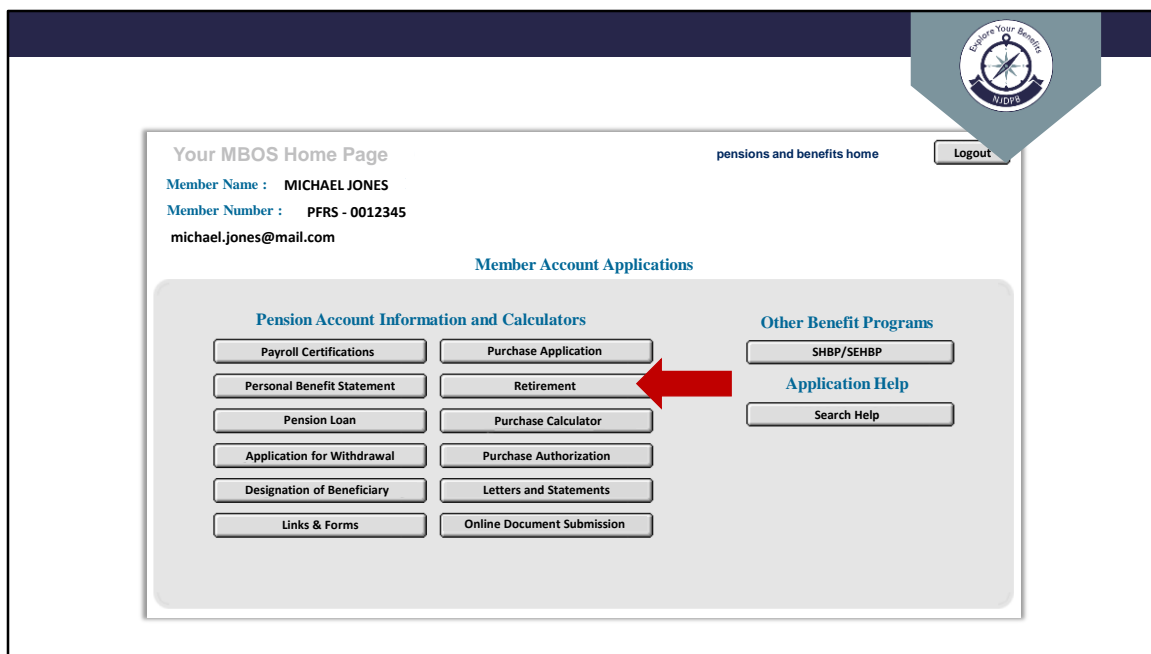 Explore Your Benefits
NJDPB
Your MBOS Home Page
pensions and benefits home
Logout
Member Name : MICHAEL JONES
Member Number : PFRS - 0012345
michael.jones@mail.com
Member Account Applications
Pension Account Information and Calculators
Payroll Certifications
Purchase Application
Personal Benefit Statement
Retirement
Pension Loan
Purchase Calculator
Application for Withdrawal
Purchase Authorization
Designation of Beneficiary
Letters and Statements
Links & Forms
Online Document Submission
Other Benefit Programs
SHBP/SEHBP
Application Help
Search Help